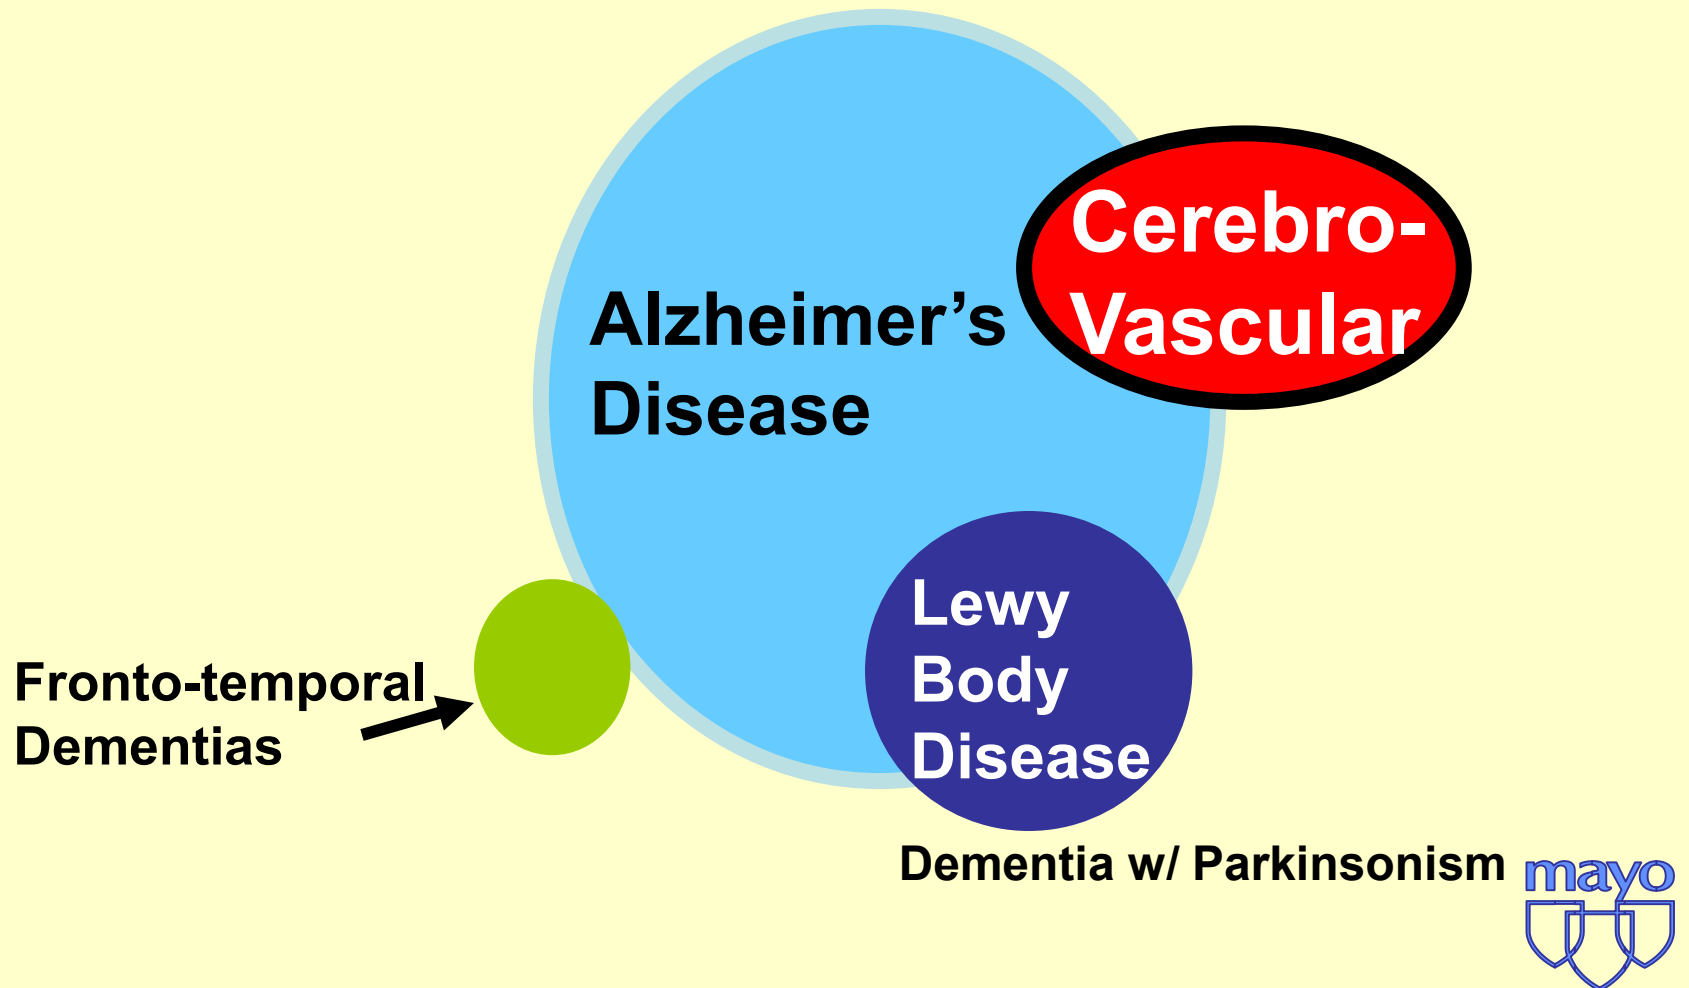 Cerebro-
Vascular
Alzheimer’s
Disease
Lewy
Body
Disease
Fronto-temporal
Dementias
Dementia w/ Parkinsonism
mayo